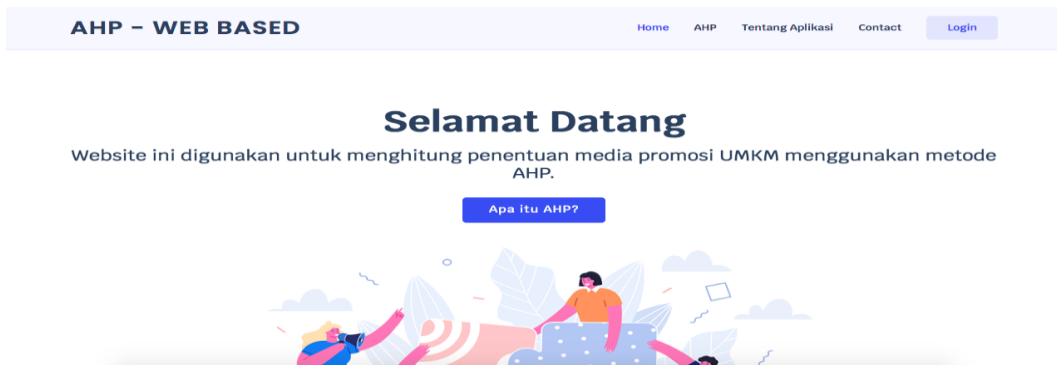 AHP – WEB BASED
Home AHP Tentang Aplikasi Contact Login
Selamat Datang
Website ini digunakan untuk menghitung penentuan media promosi UMKM menggunakan metode
AHP.
Apa itu AHP?